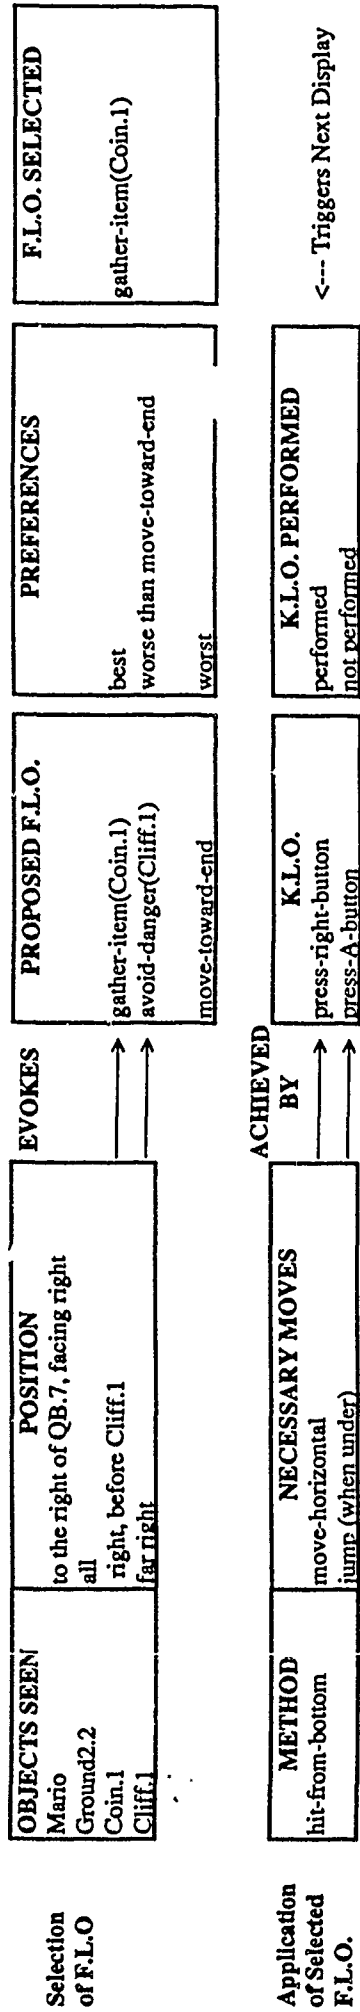 Selection
of F.L.O
OBJECTS SEEN
Mario
Ground2.2
Coin.1
Cliff.1
POSITION
to the right of QB.7, facing right
all
right, before Cliff.1
far right
EVOKES
PROPOSED F.L.O.
gather-item(Coin.1)
avoid-danger(Cliff.1)
move-toward-end
PREFERENCES
best
worse than move-toward-end
worst
F.L.O. SELECTED
gather-item(Coin.1)
Application
of Selected
F.L.O.
METHOD
hit-from-bottom
NECESSARY MOVES
move-horizontal
jump (when under)
ACHIEVED
BY
K.L.O.
press-right-button
press-A-button
K.L.O. PERFORMED
performed
not performed
<--- Triggers Next Display